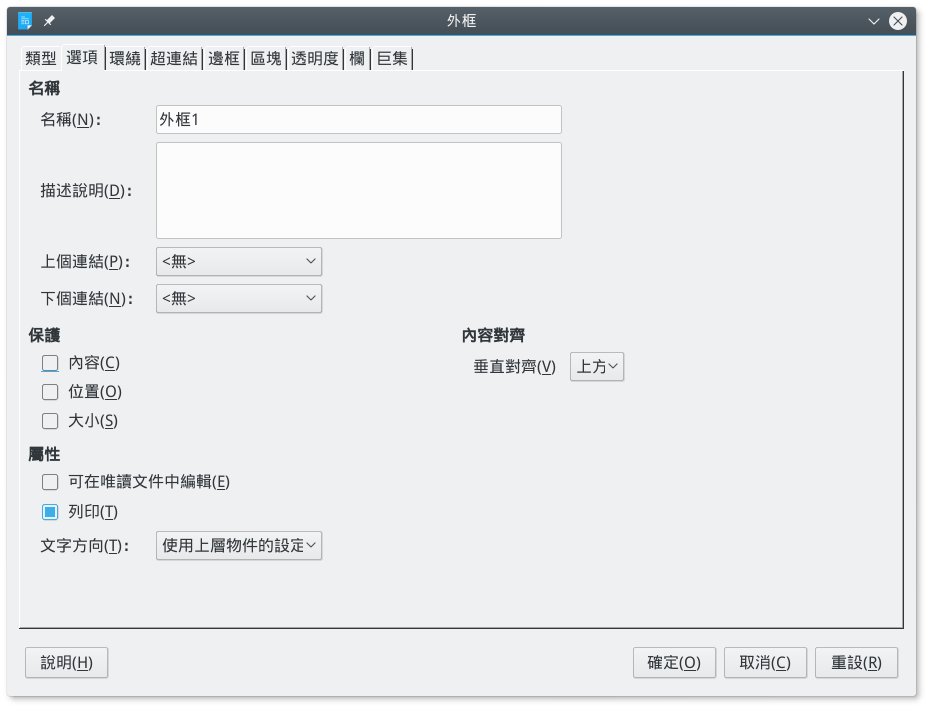 外框
類型 選項 環繞 超連結 邊框 區塊 透明度 欄 巨集
名稱
名稱(N): 外框1
描述說明(D):
上個連結(P): <無>
下個連結(N): <無>
保護 內容對齊
內容(C) 垂直對齊(V) 上方
位置(O)
大小(S)
屬性
可在唯讀文件中編輯(E)
列印(T)
文字方向(T): 使用上層物件的設定
說明(H) 確定(O) 取消(C) 重設(R)